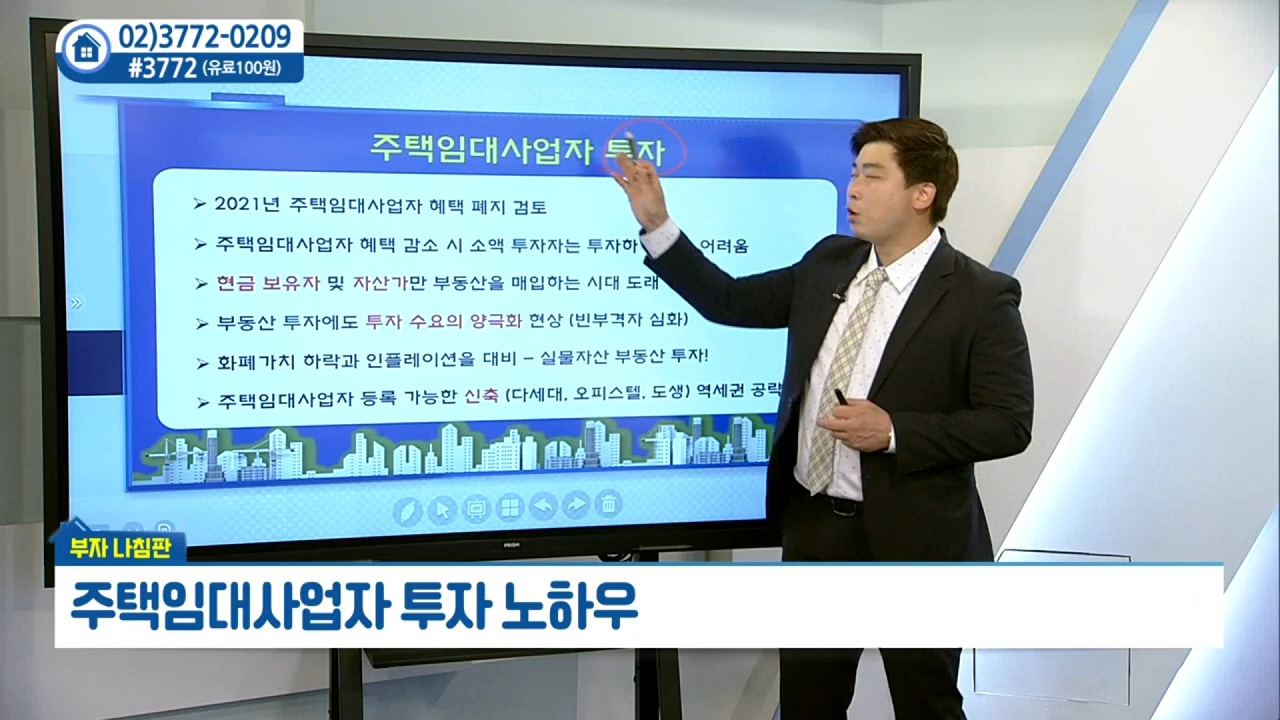 02)3772-0209
#3772 (유료100원)
주택임대사업자 투자
➢ 2021년 주택임대사업자 혜택 폐지 검토
➢ 주택임대사업자 혜택 감소 시 소액 투자자는 투자하 어려움
➢ 현금 보유자 및 자산가만 부동산을 매입하는 시대 도래
➢ 부동산 투자에도 투자 수요의 양극화 현상 (빈부격자 심화)
➢ 화폐가치 하락과 인플레이션을 대비 – 실물자산 부동산 투자!
➢ 주택임대사업자 등록 가능한 신축 (다세대, 오피스텔, 도생) 역세권 공략
PRISM
부자 나침판
주택임대사업자 투자 노하우